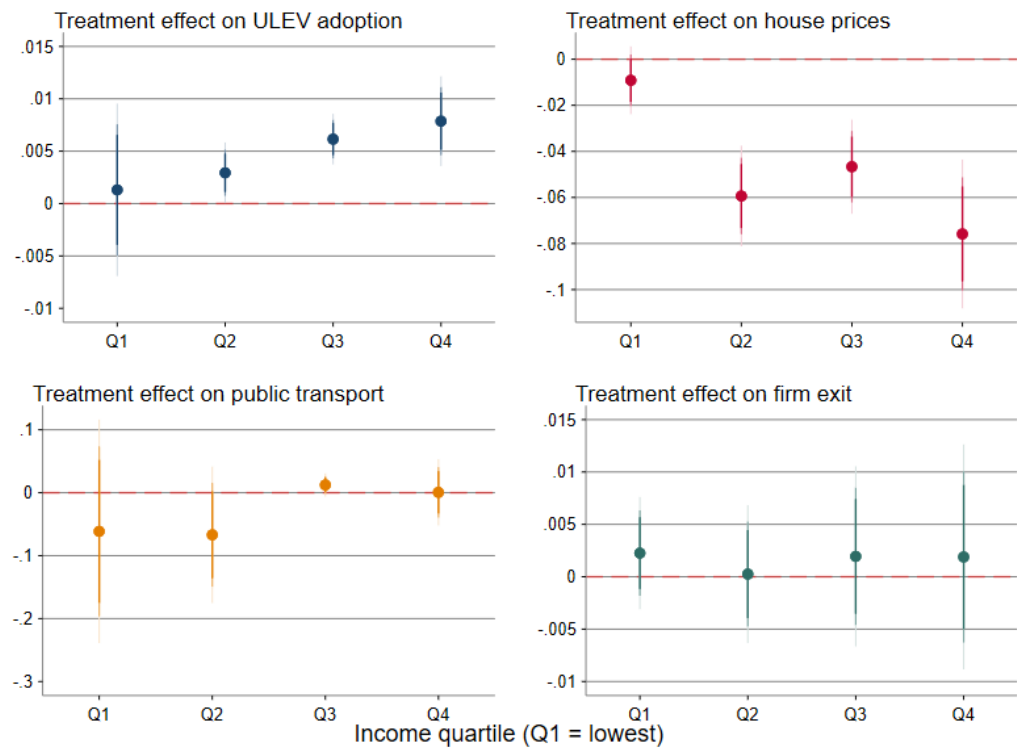 Treatment effect on ULEV adoption
.015
.01
.005
0
-.005
-.01
Q1 Q2 Q3 Q4
Treatment effect on house prices
0
-.02
-.04
-.06
-.08
-.1
Q1 Q2 Q3 Q4
Treatment effect on public transport
.1
0
-.1
-.2
-.3
Q1 Q2 Q3 Q4
Treatment effect on firm exit
.015
.01
.005
0
-.005
-.01
Q1 Q2 Q3 Q4
Income quartile (Q1 = lowest)